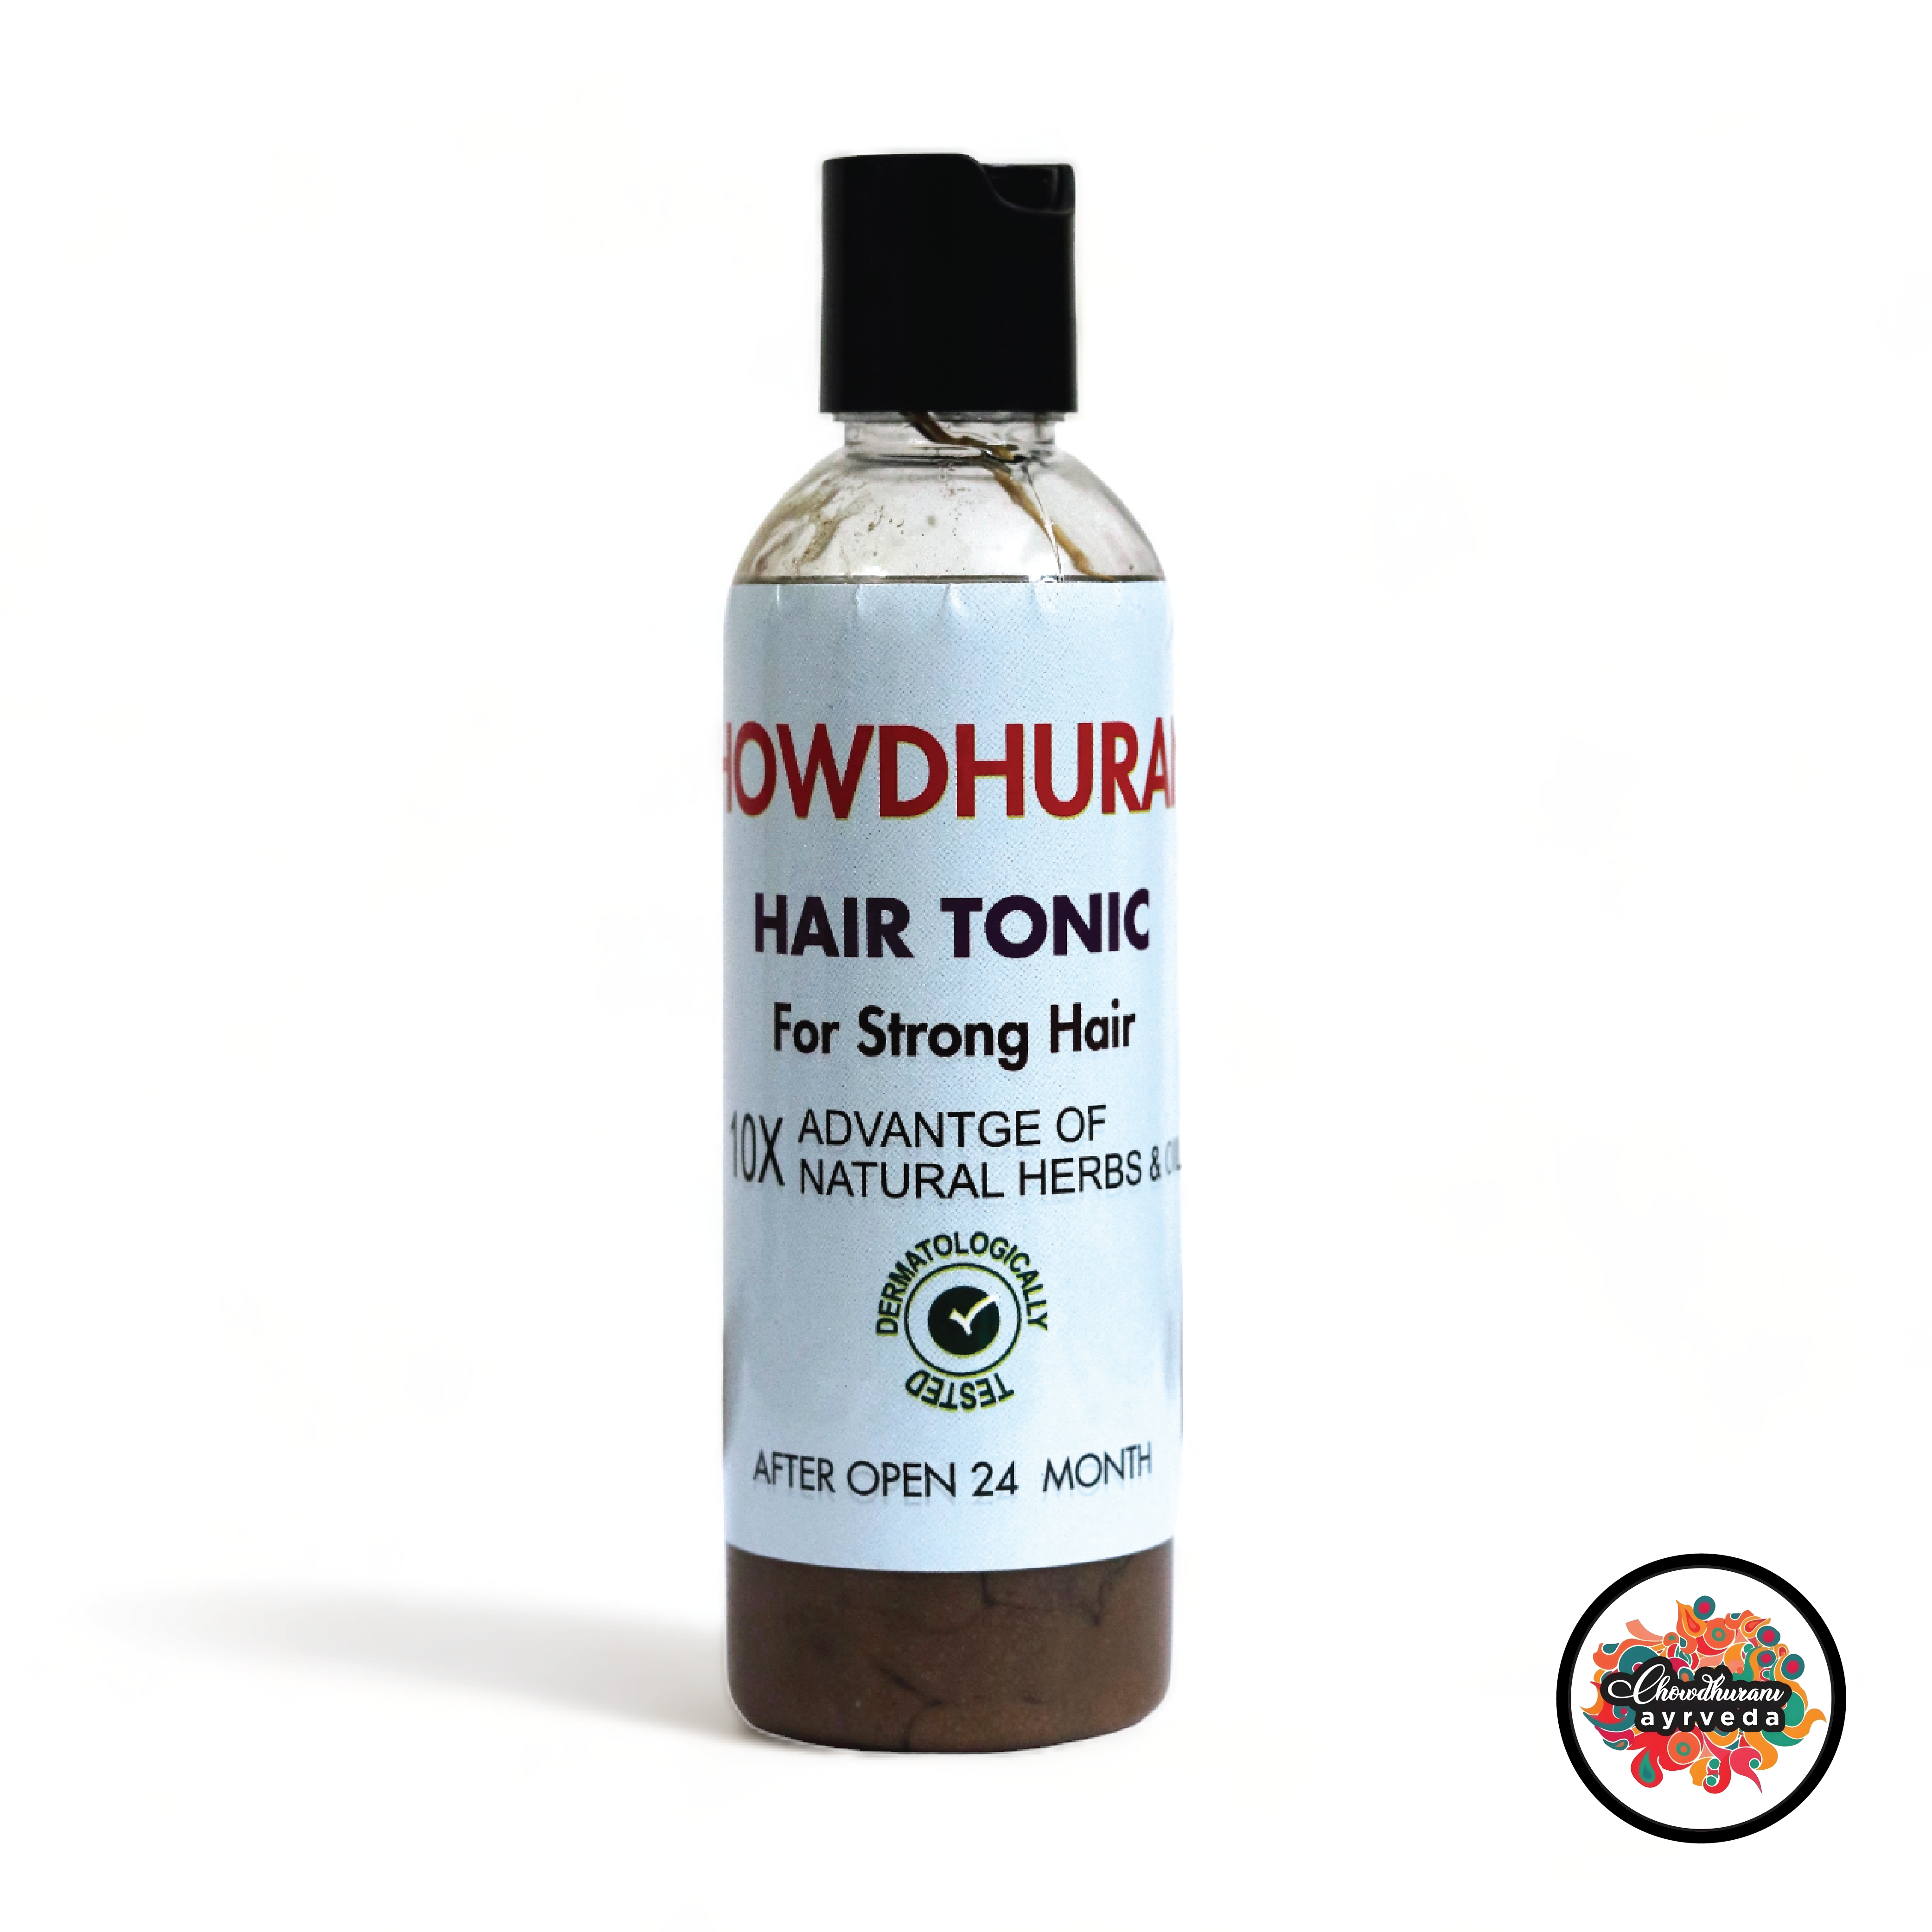 HOWDHURAN
HAIR TONIC
For Strong Hair
10X ADVANTGE OF
NATURAL HERBS & OIL
DERMATOLOGICALLY
TESTED
AFTER OPEN 24 MONTH
Chowdhurani
ayrveda